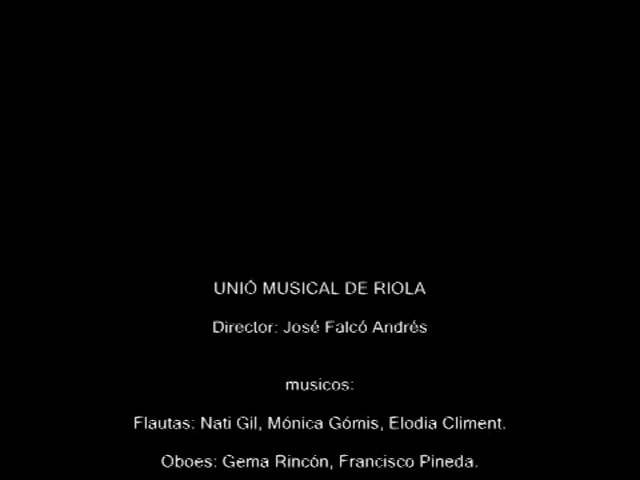 UNIÓ MUSICAL DE RIOLA
Director: José Falcó Andrés
musicos:
Flautas: Nati Gil, Mónica Gómis, Elodia Climent.
Oboes: Gema Rincón, Francisco Pineda.